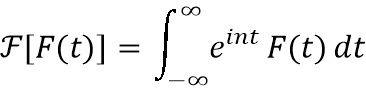 ℱ[F(t)] = ∫_{-∞}^{∞} e^{int} F(t) dt